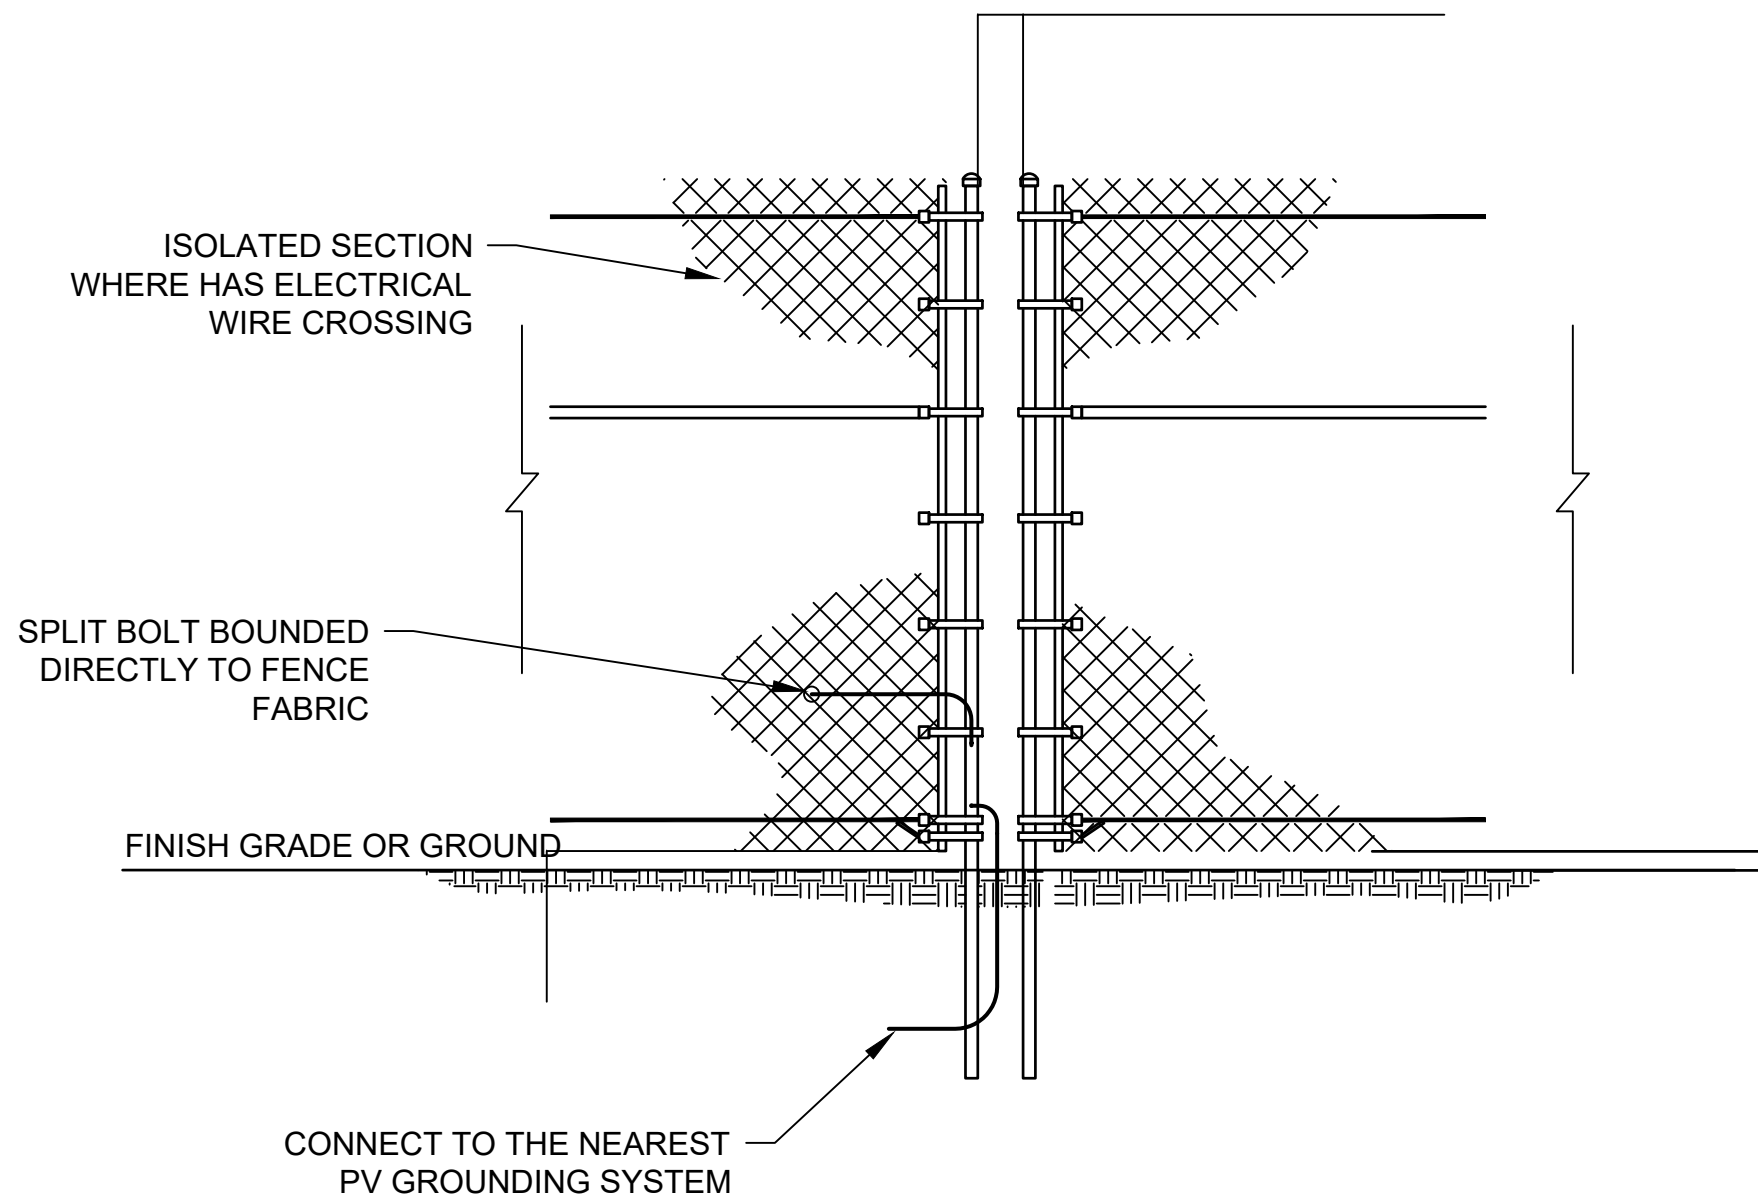 ISOLATED SECTION
WHERE HAS ELECTRICAL
WIRE CROSSING
SPLIT BOLT BOUNDED
DIRECTLY TO FENCE
FABRIC
FINISH GRADE OR GROUND
CONNECT TO THE NEAREST
PV GROUNDING SYSTEM